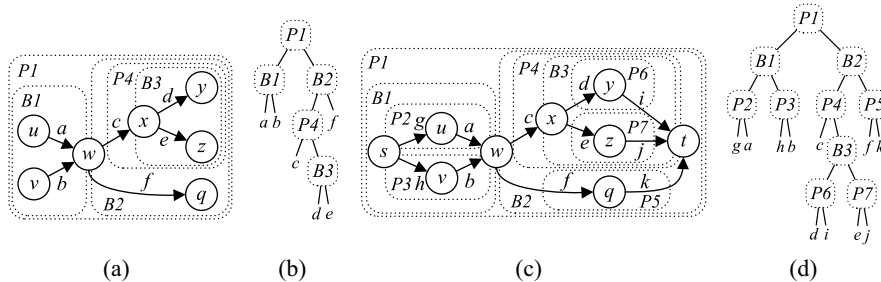 P1
B1
u
a
v
b
w
c
P4
B3
x
d
y
e
z
f
q
B2
(a)
P1
B1
B2
a b
P4
f
c
B3
d e
(b)
P1
B1
P2
g
u
a
s
P3
h
v
b
w
c
P4
B3
x
d
y
P6
i
e
z
P7
j
t
f
q
k
B2
P5
(c)
P1
B1
B2
P2
P3
P4
P5
g a
h b
c
B3
f k
P6
P7
d i
e j
(d)